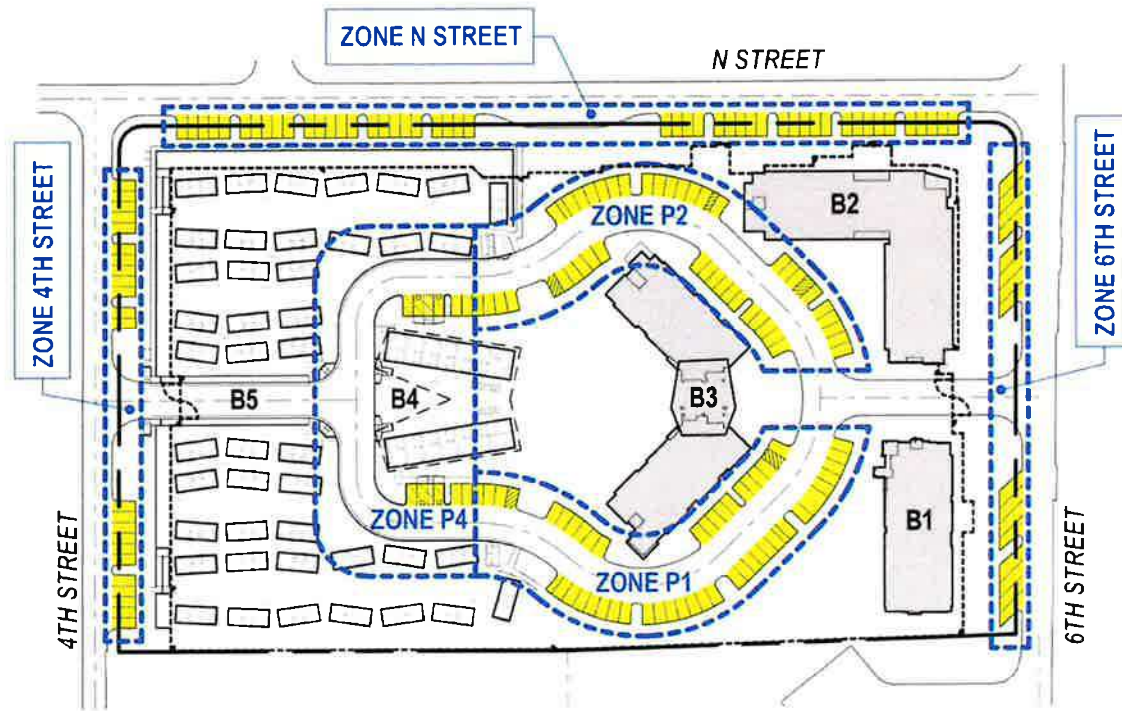 ZONE N STREET
N STREET
ZONE 4TH STREET
ZONE 6TH STREET
ZONE P2
B2
B5
B4
B3
ZONE P4
B1
ZONE P1
4TH STREET
6TH STREET